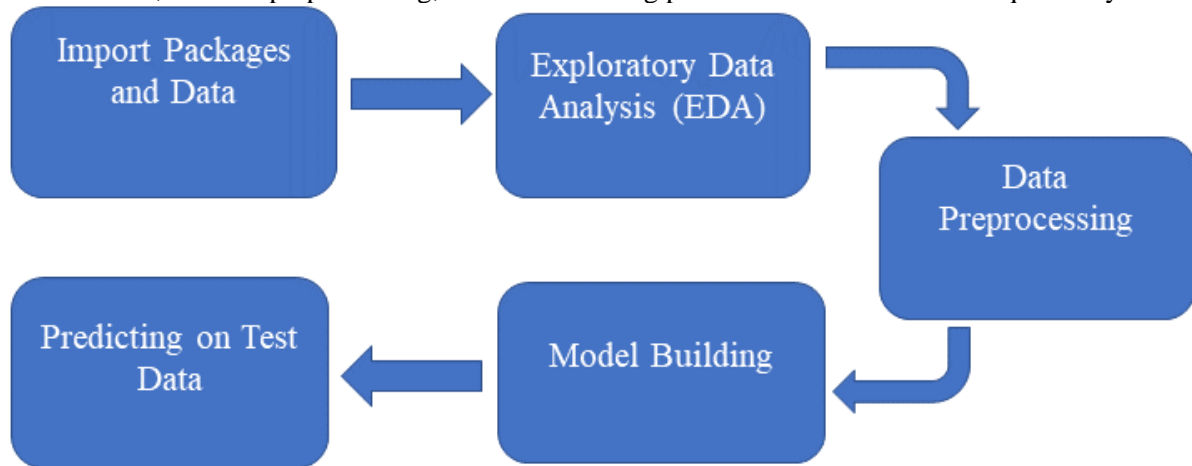 Import Packages
and Data
Exploratory Data
Analysis (EDA)
Data
Preprocessing
Model Building
Predicting on Test
Data